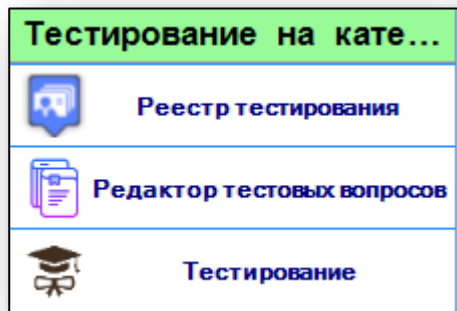 Тестирование на кате...
Реестр тестирования
Редактор тестовых вопросов
Тестирование